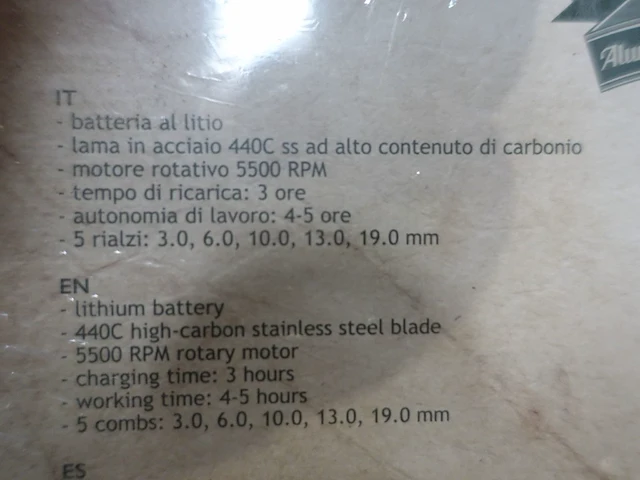 IT
- batteria al litio
- lama in acciaio 440C ss ad alto contenuto di carbonio
- motore rotativo 5500 RPM
- tempo di ricarica: 3 ore
- autonomia di lavoro: 4-5 ore
- 5 rialzi: 3.0, 6.0, 10.0, 13.0, 19.0 mm
EN
- lithium battery
- 440C high-carbon stainless steel blade
- 5500 RPM rotary motor
- charging time: 3 hours
- working time: 4-5 hours
- 5 combs: 3.0, 6.0, 10.0, 13.0, 19.0 mm
ES